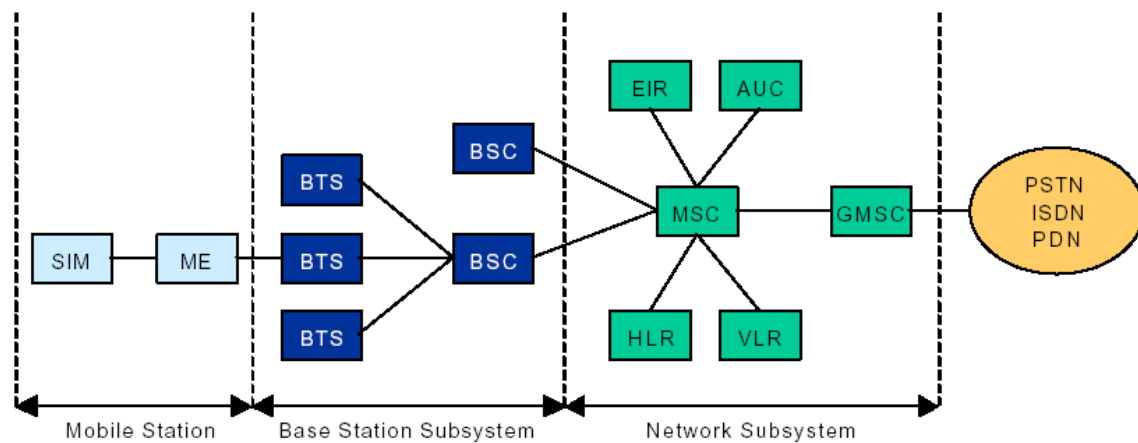 EIR
AUC
BSC
BTS
PSTN
ISDN
PDN
MSC
GMSC
SIM
ME
BTS
BSC
BTS
HLR
VLR
Mobile Station
Base Station Subsystem
Network Subsystem